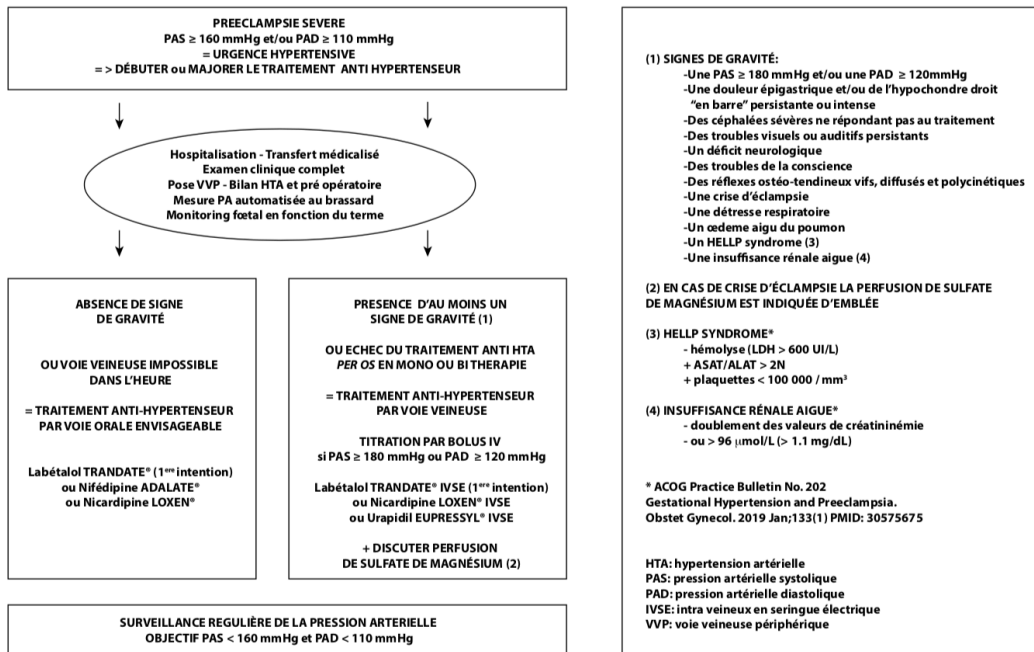 PREECLAMPSIE SEVERE
PAS ≥ 160 mmHg et/ou PAD ≥ 110 mmHg
= URGENCE HYPERTENSIVE
= > DÉBUTER ou MAJORER LE TRAITEMENT ANTI HYPERTENSEUR
Hospitalisation - Transfert médicalisé
Examen clinique complet
Pose VVP - Bilan HTA et pré opératoire
Mesure PA automatisée au brassard
Monitoring fœtal en fonction du terme
ABSENCE DE SIGNE
DE GRAVITÉ
OU VOIE VEINEUSE IMPOSSIBLE
DANS L'HEURE
= TRAITEMENT ANTI-HYPERTENSEUR
PAR VOIE ORALE ENVISAGEABLE
Labétalol TRANDATE® (1ere intention)
ou Nifédipine ADALATE®
ou Nicardipine LOXEN®
PRESENCE D'AU MOINS UN
SIGNE DE GRAVITÉ (1)
OU ECHEC DU TRAITEMENT ANTI HTA
PER OS EN MONO OU BI THERAPIE
= TRAITEMENT ANTI-HYPERTENSEUR
PAR VOIE VEINEUSE
TITRATION PAR BOLUS IV
si PAS ≥ 180 mmHg ou PAD ≥ 120 mmHg
Labétalol TRANDATE® IVSE (1ere intention)
ou Nicardipine LOXEN® IVSE
ou Urapidil EUPRESSYL® IVSE
+ DISCUTER PERFUSION
DE SULFATE DE MAGNÉSIUM (2)
SURVEILLANCE REGULIÈRE DE LA PRESSION ARTERIELLE
OBJECTIF PAS < 160 mmHg et PAD < 110 mmHg
(1) SIGNES DE GRAVITÉ:
-Une PAS ≥ 180 mmHg et/ou une PAD ≥ 120mmHg
-Une douleur épigastrique et/ou de l'hypochondre droit
"en barre" persistante ou intense
-Des céphalées sévères ne répondant pas au traitement
-Des troubles visuels ou auditifs persistants
-Un déficit neurologique
-Des troubles de la conscience
-Des réflexes ostéo-tendineux vifs, diffusés et polycinétiques
-Une crise d'éclampsie
-Une détresse respiratoire
-Un œdeme aigu du poumon
-Un HELLP syndrome (3)
-Une insuffisance rénale aigue (4)
(2) EN CAS DE CRISE D'ÉCLAMPSIE LA PERFUSION DE SULFATE
DE MAGNÉSIUM EST INDIQUÉE D'EMBLÉE
(3) HELLP SYNDROME*
- hémolyse (LDH > 600 UI/L)
+ ASAT/ALAT > 2N
+ plaquettes < 100 000 / mm³
(4) INSUFFISANCE RÉNALE AIGUE*
- doublement des valeurs de créatininémie
- ou > 96 µmol/L (> 1.1 mg/dL)
* ACOG Practice Bulletin No. 202
Gestational Hypertension and Preeclampsia.
Obstet Gynecol. 2019 Jan;133(1) PMID: 30575675
HTA: hypertension artérielle
PAS: pression artérielle systolique
PAD: pression artérielle diastolique
IVSE: intra veineux en seringue électrique
VVP: voie veineuse périphérique